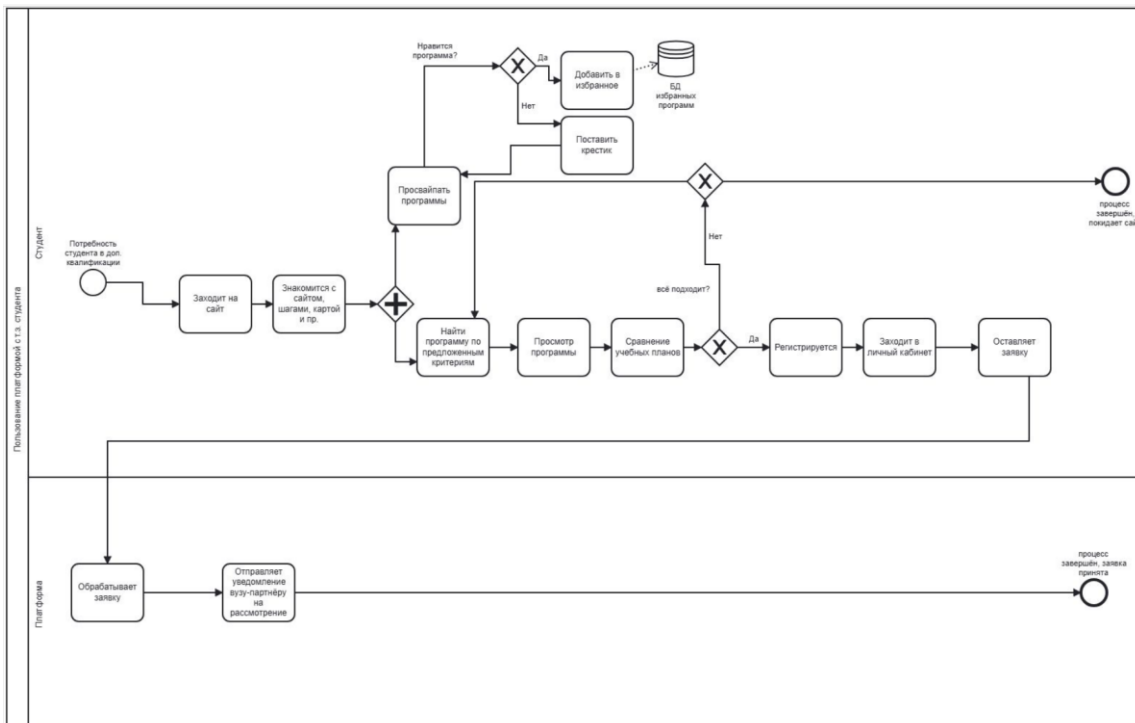 Пользование платформой с т.з. студента
Студент
Нравится
программа?
Да
Добавить в
избранное
БД
избранных
программ
Нет
Поставить
крестик
Просвайпать
программы
процесс
завершён,
покидает сай
Потребность
студента в доп.
квалификации
Нет
Заходит на
сайт
Знакомится с
сайтом,
шагами, картой
и пр.
всё подходит?
Найти
программу по
предложенным
критериям
Просмотр
программы
Сравнение
учебных планов
Да
Регистрируется
Заходит в
личный кабинет
Оставляет
заявку
Платформа
Обрабатывает
заявку
Отправляет
уведомление
вузу-партнёру
на
рассмотрение
процесс
завершён, заявка
принята